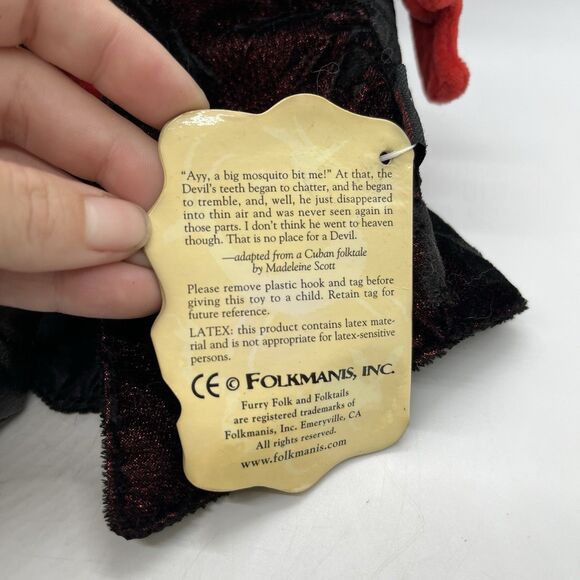 “Ayy, a big mosquito bit me!” At that, the
Devil’s teeth began to chatter, and he began
to tremble, and, well, he just disappeared
into thin air and was never seen again in
those parts. I don’t think he went to heaven
though. That is no place for a Devil.
—adapted from a Cuban folktale
by Madeleine Scott
Please remove plastic hook and tag before
giving this toy to a child. Retain tag for
future reference.
LATEX: this product contains latex mate-
rial and is not appropriate for latex-sensitive
persons.
CE © FOLKMANIS, INC.
Furry Folk and Folktails
are registered trademarks of
Folkmanis, Inc. Emeryville, CA
All rights reserved.
www.folkmanis.com